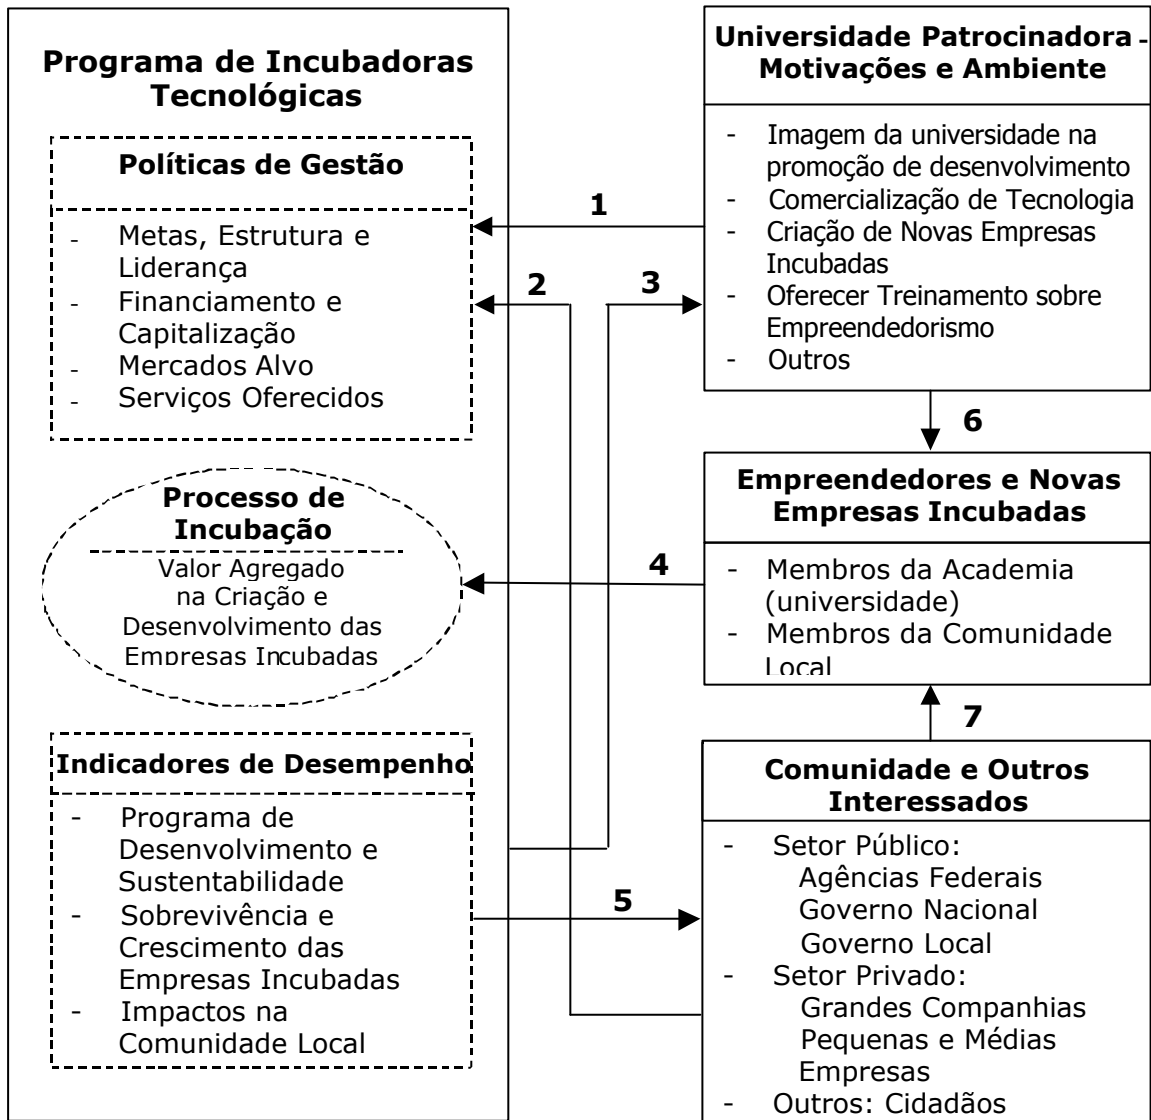 Programa de Incubadoras
Tecnológicas
Políticas de Gestão
- Metas, Estrutura e
Liderança
- Financiamento e
Capitalização
- Mercados Alvo
- Serviços Oferecidos
Processo de
Incubação
Valor Agregado
na Criação e
Desenvolvimento das
Empresas Incubadas
Indicadores de Desempenho
- Programa de
Desenvolvimento e
Sustentabilidade
- Sobrevivência e
Crescimento das
Empresas Incubadas
- Impactos na
Comunidade Local
1
2
3
4
5
Universidade Patrocinadora -
Motivações e Ambiente
- Imagem da universidade na
promoção de desenvolvimento
- Comercialização de Tecnologia
- Criação de Novas Empresas
Incubadas
- Oferecer Treinamento sobre
Empreendedorismo
- Outros
6
Empreendedores e Novas
Empresas Incubadas
- Membros da Academia
(universidade)
- Membros da Comunidade
Local
7
Comunidade e Outros
Interessados
- Setor Público:
Agências Federais
Governo Nacional
Governo Local
- Setor Privado:
Grandes Companhias
Pequenas e Médias
Empresas
- Outros: Cidadãos